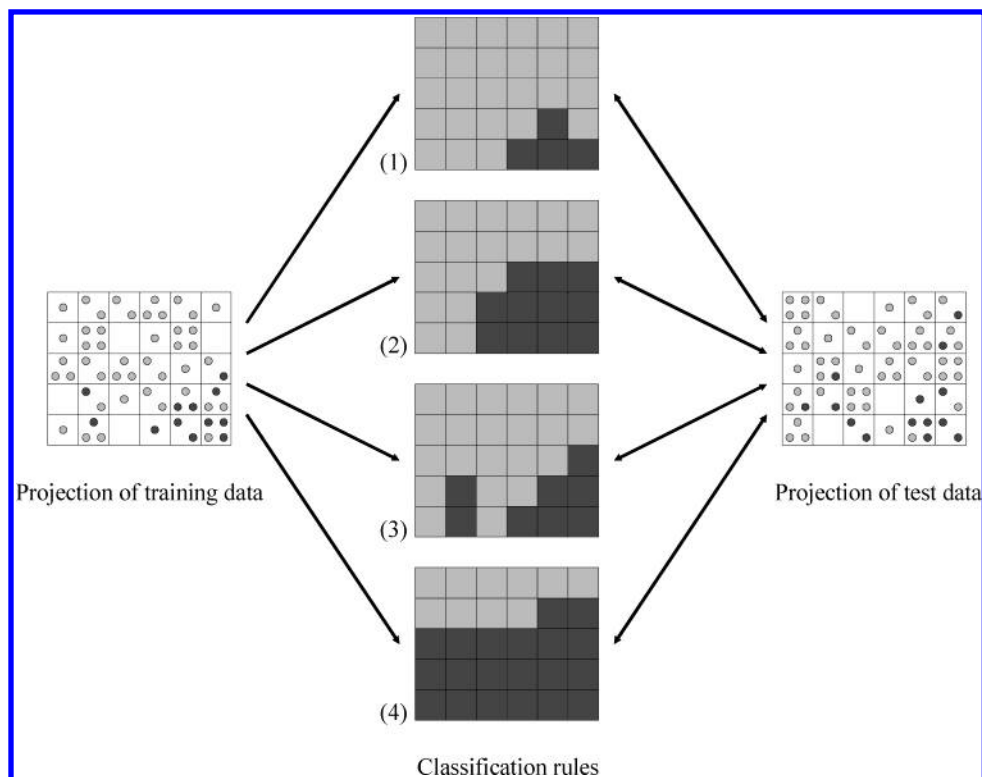 (1)
(2)
Projection of training data
Projection of test data
(3)
(4)
Classification rules